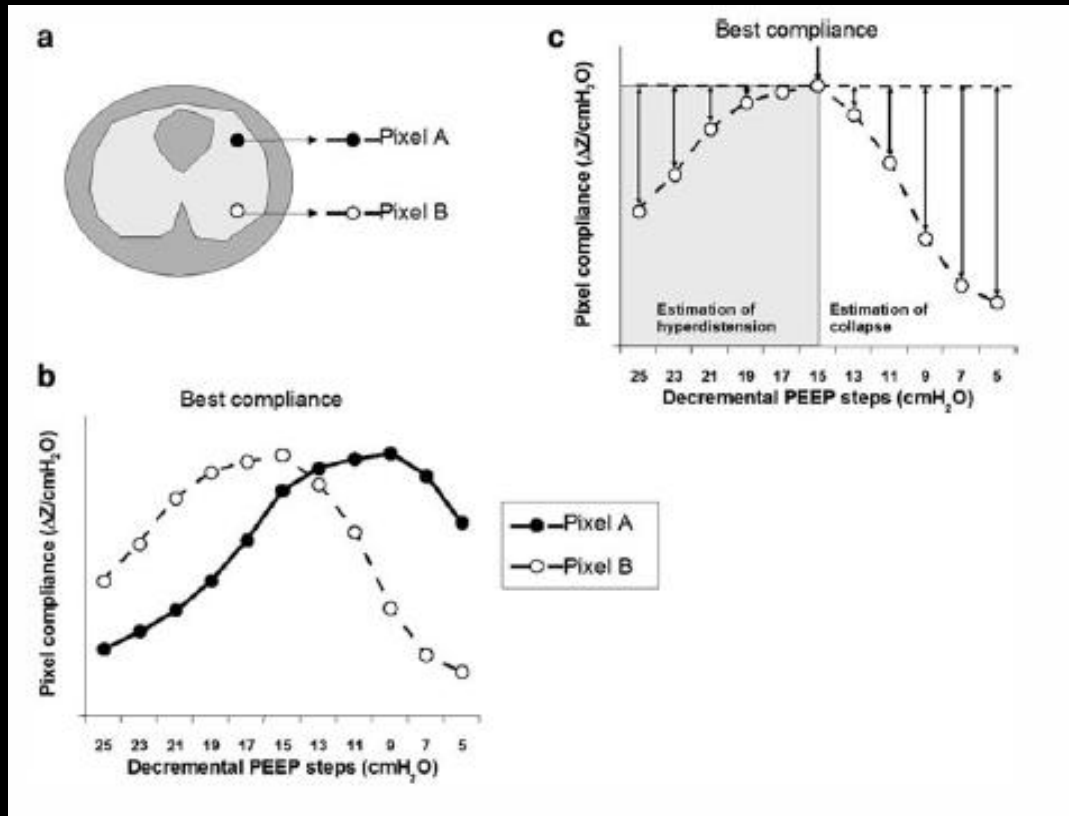 a
Pixel A
Pixel B
b
Best compliance
Pixel compliance (ΔZ/cmH₂O)
25 23 21 19 17 15 13 11 9 7 5
Decremental PEEP steps (cmH₂O)
Pixel A
Pixel B
c
Best compliance
Pixel compliance (ΔZ/cmH₂O)
Estimation of
hyperdistension
Estimation of
collapse
25 23 21 19 17 15 13 11 9 7 5
Decremental PEEP steps (cmH₂O)